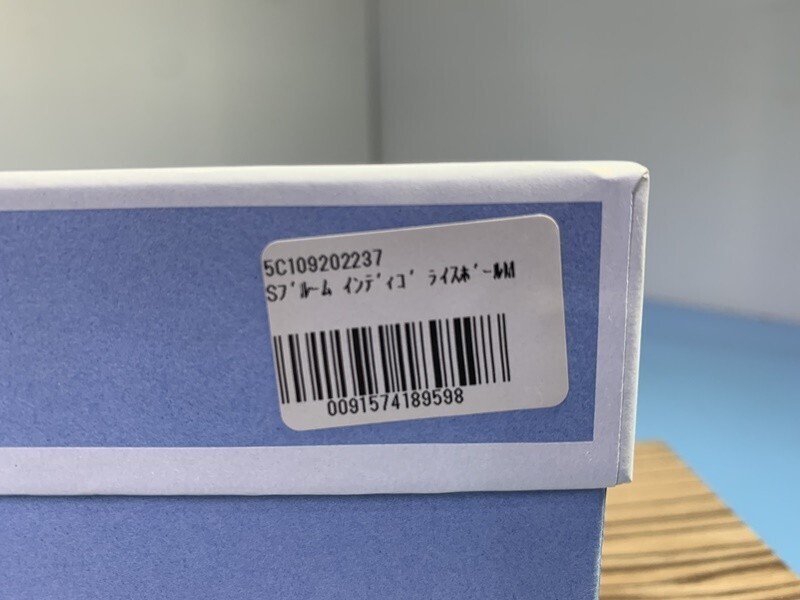 5C109202237
Sﾌﾞﾙｰﾑ ｲﾝﾃﾞｨｺﾞ ﾗｲｽﾎﾞｰﾙM
0091574189598